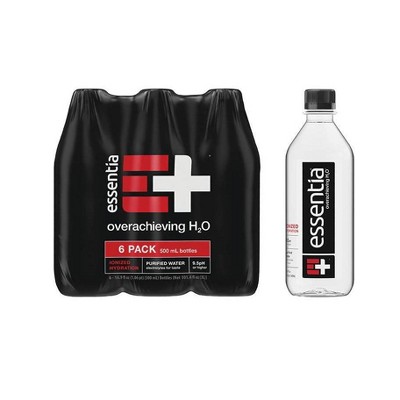 essentia
overachieving H₂O
6 PACK 500 mL bottles
IONIZED
HYDRATION
PURIFIED WATER
electrolytes for taste
9.5pH
or higher
essentia
overachieving H₂O